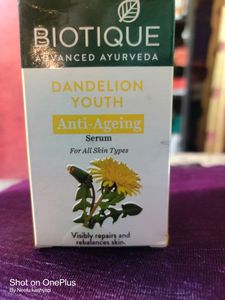 BIOTIQUE
ADVANCED AYURVEDA
DANDELION
YOUTH
Anti-Ageing
Serum
For All Skin Types
Visibly repairs and
rebalances skin.
Shot on OnePlus
By Neelu kashyap